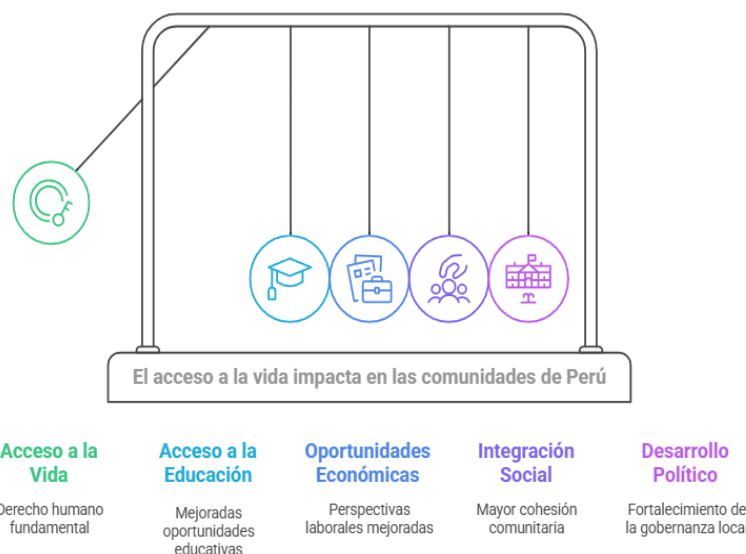 El acceso a la vida impacta en las comunidades de Perú
Acceso a la
Vida
Derecho humano
fundamental
Acceso a la
Educación
Mejoradas
oportunidades
educativas
Oportunidades
Económicas
Perspectivas
laborales mejoradas
Integración
Social
Mayor cohesión
comunitaria
Desarrollo
Político
Fortalecimiento de
la gobernanza local